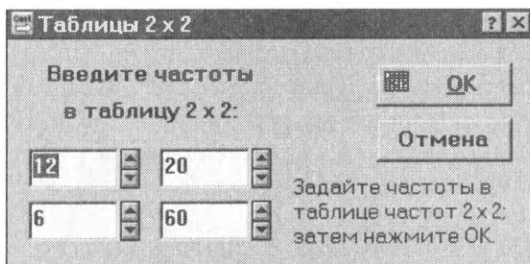 Таблицы 2 x 2
? X
Введите частоты
в таблицу 2 x 2:
OK
Отмена
12 20
6 60
Задайте частоты в
таблице частот 2 x 2;
затем нажмите OK.